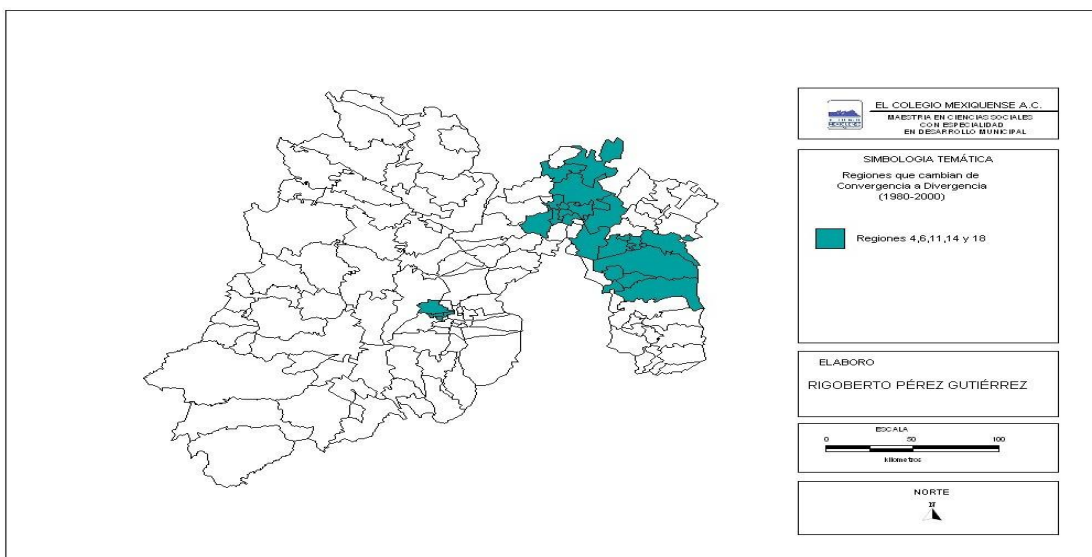 EL COLEGIO MEXIQUENSE A.C.
MAESTRIA EN CIENCIAS SOCIALES
CON ESPECIALIDAD
EN DESARROLLO MUNICIPAL
SIMBOLOGIA TEMÁTICA
Regiones que cambian de
Convergencia a Divergencia
(1980-2000)
Regiones 4,6,11,14 y 18
ELABORO
RIGOBERTO PÉREZ GUTIÉRREZ
ESCALA
0 50 100
kilometros
NORTE
N